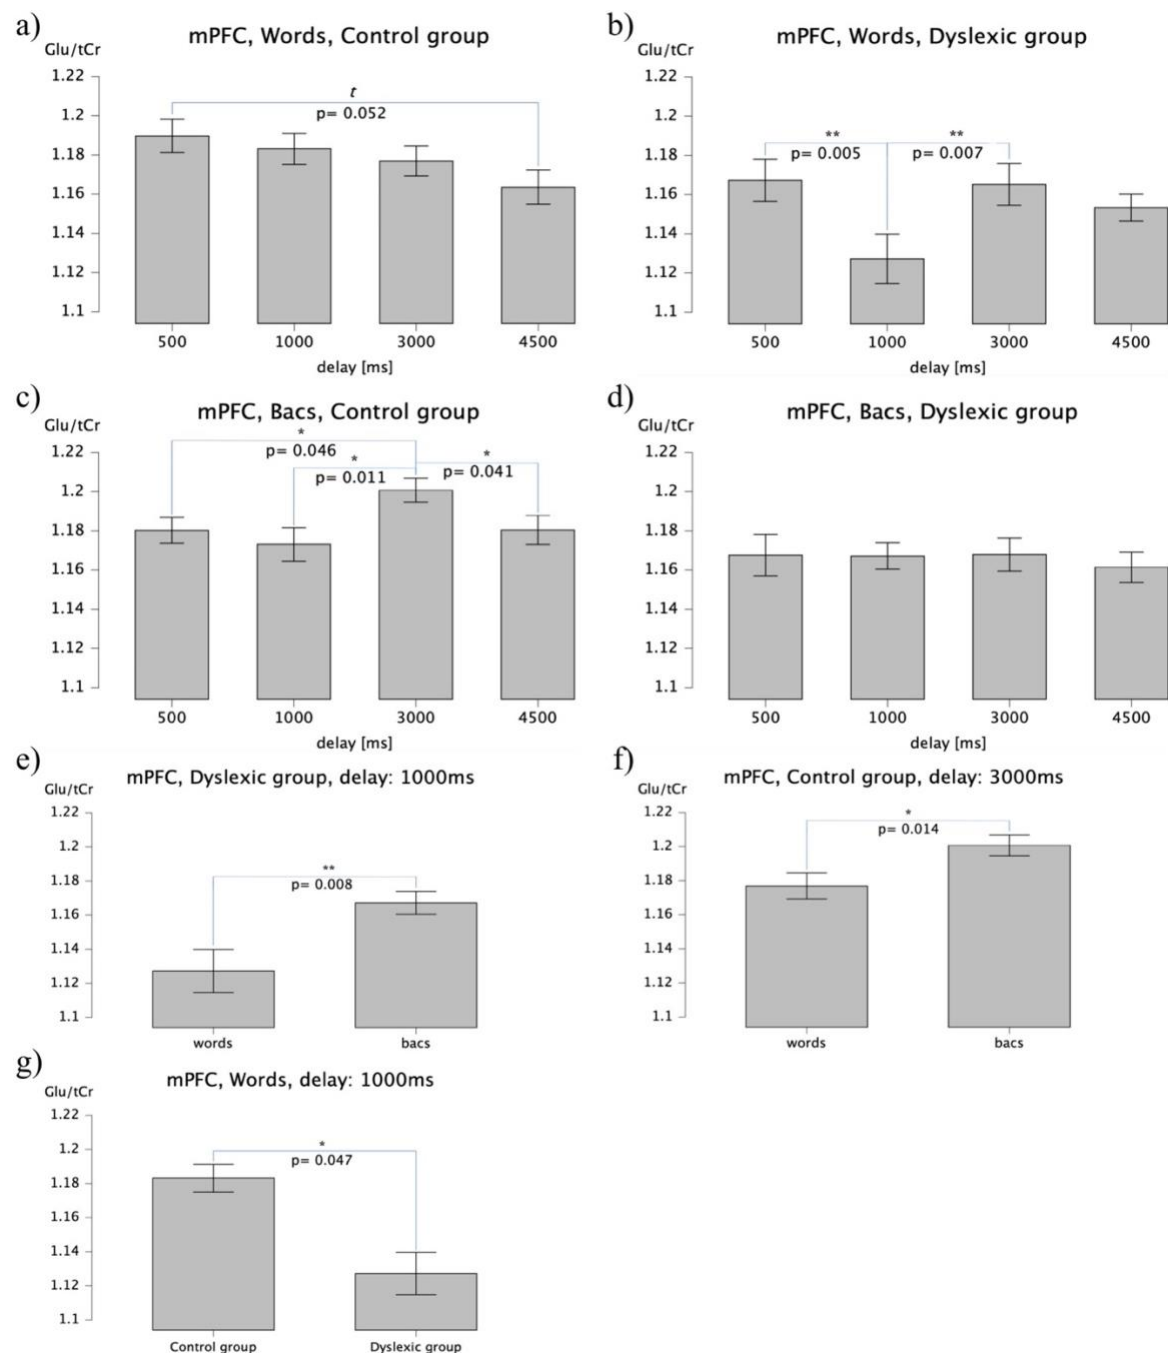 a)
mPFC, Words, Control group
Glu/tCr
1.22
1.2
1.18
1.16
1.14
1.12
1.1
t
p= 0.052
500 1000 3000 4500
delay [ms]
b)
mPFC, Words, Dyslexic group
Glu/tCr
1.22
1.2
1.18
1.16
1.14
1.12
1.1
** **
p= 0.005 p= 0.007
500 1000 3000 4500
delay [ms]
c)
mPFC, Bacs, Control group
Glu/tCr
1.22
1.2
1.18
1.16
1.14
1.12
1.1
*
p= 0.046
* *
p= 0.011 p= 0.041
500 1000 3000 4500
delay [ms]
d)
mPFC, Bacs, Dyslexic group
Glu/tCr
1.22
1.2
1.18
1.16
1.14
1.12
1.1
500 1000 3000 4500
delay [ms]
e)
mPFC, Dyslexic group, delay: 1000ms
Glu/tCr
1.22
1.2
1.18
1.16
1.14
1.12
1.1
**
p= 0.008
words bacs
f)
mPFC, Control group, delay: 3000ms
Glu/tCr
1.22
1.2
1.18
1.16
1.14
1.12
1.1
*
p= 0.014
words bacs
g)
mPFC, Words, delay: 1000ms
Glu/tCr
1.22
1.2
1.18
1.16
1.14
1.12
1.1
*
p= 0.047
Control group Dyslexic group